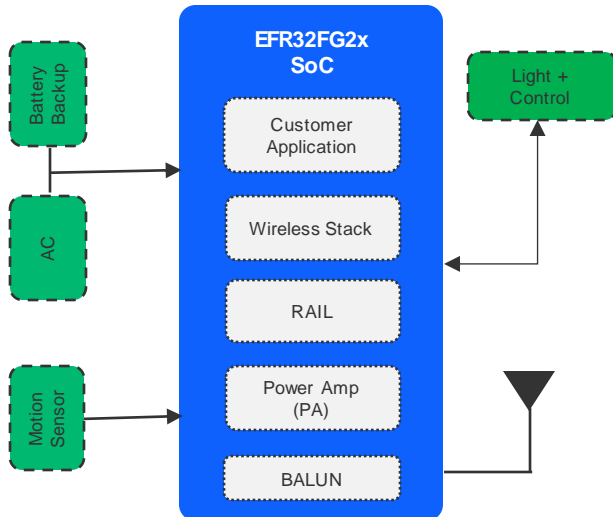 EFR32FG2x
SoC
Battery
Backup
Customer
Application
Light +
Control
AC
Wireless Stack
RAIL
Motion
Sensor
Power Amp
(PA)
BALUN